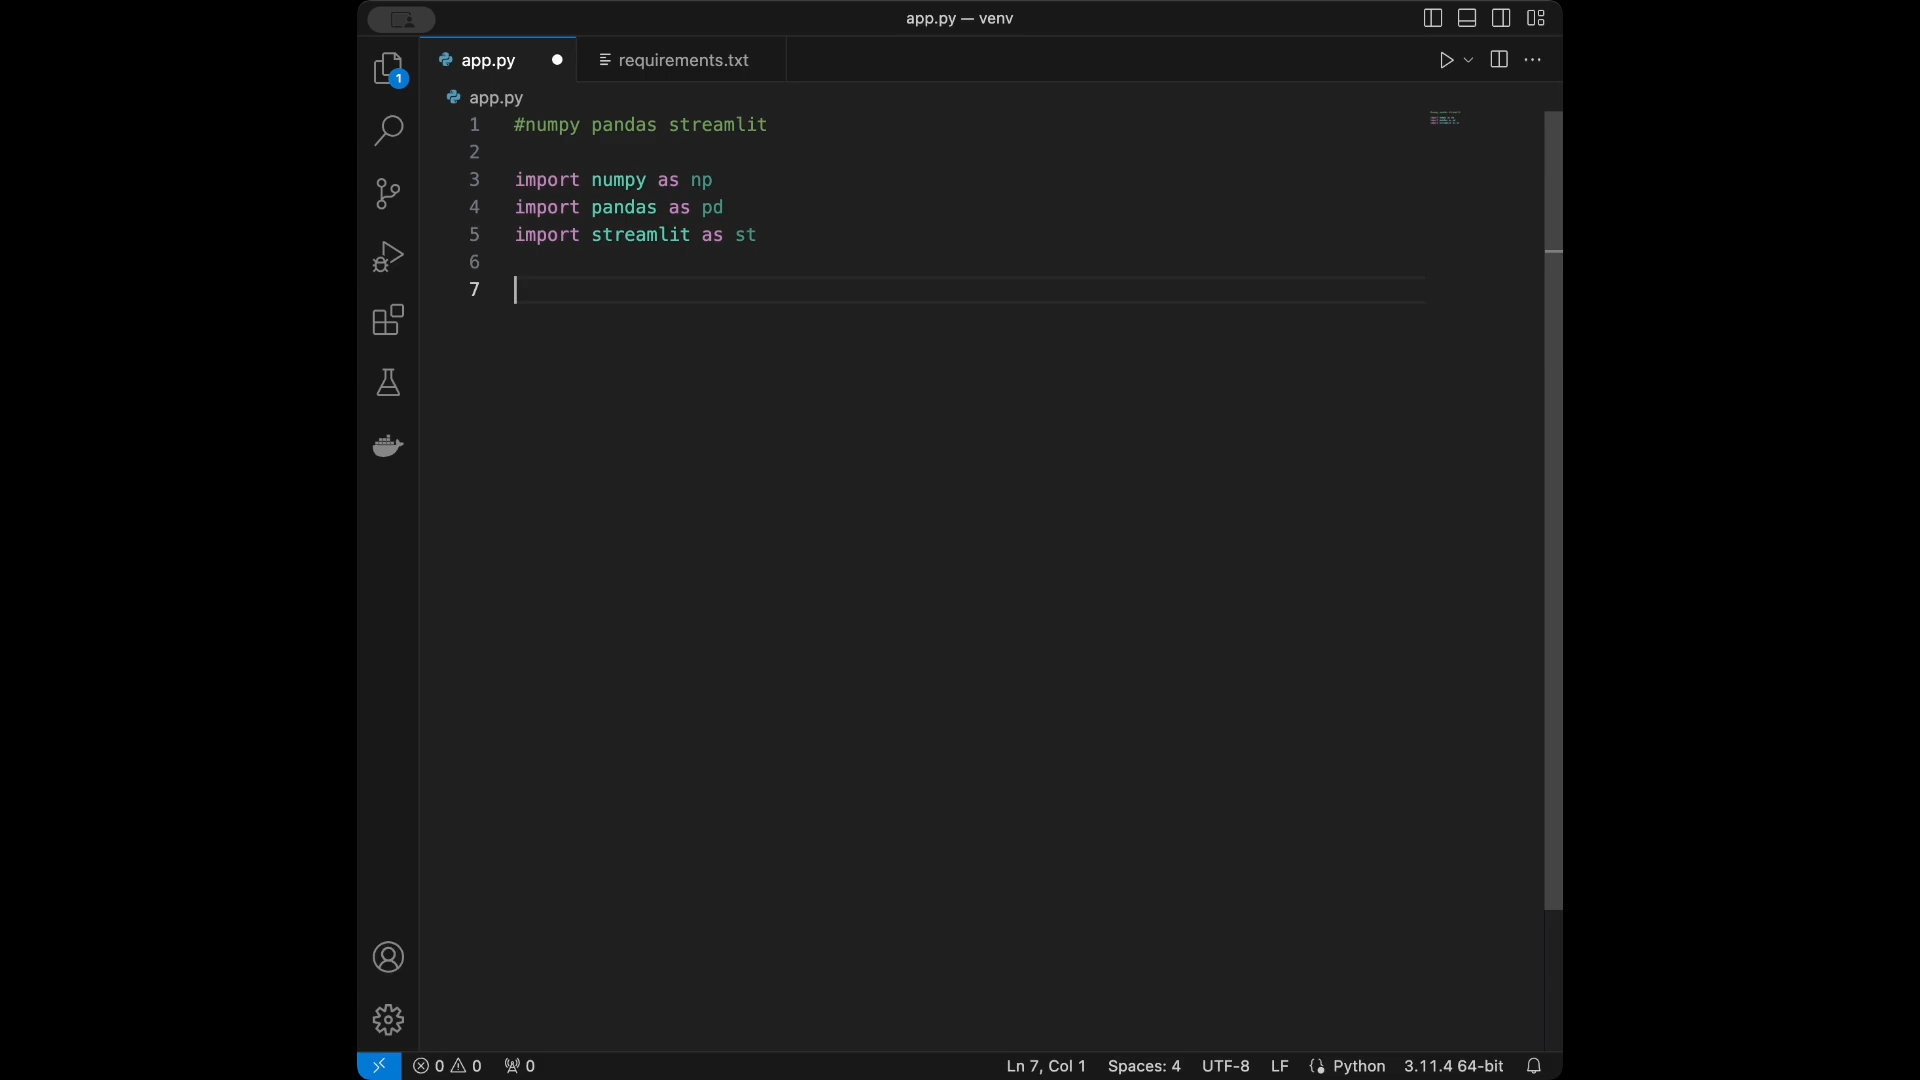 app.py — venv
1
app.py
requirements.txt
app.py
1 #numpy pandas streamlit
2
3 import numpy as np
4 import pandas as pd
5 import streamlit as st
6
7
0 0 0 Ln 7, Col 1 Spaces: 4 UTF-8 LF Python 3.11.4 64-bit